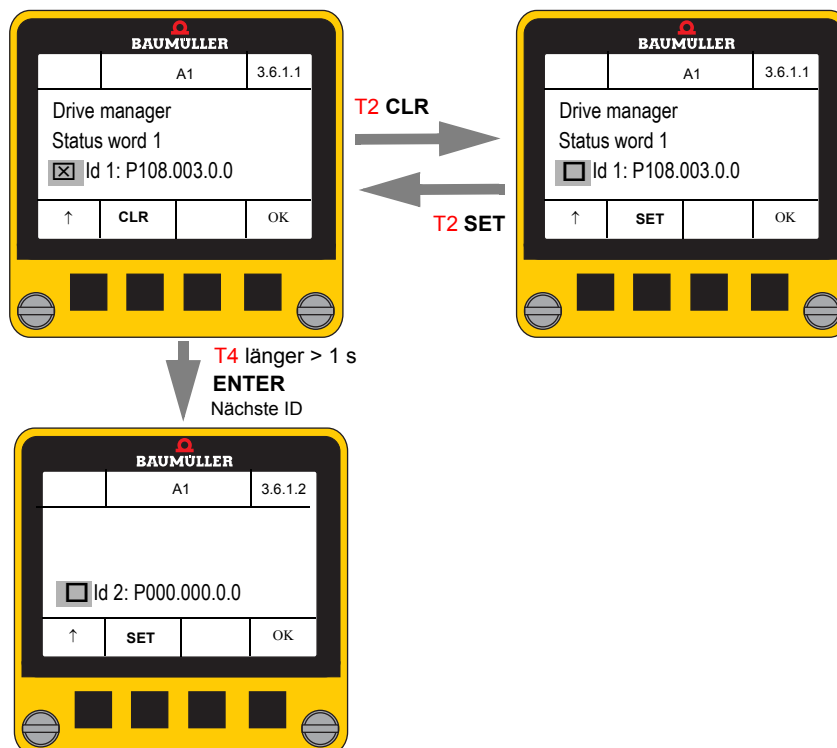 BAUMÜLLER
A1 3.6.1.1
Drive manager
Status word 1
Id 1: P108.003.0.0
↑ CLR OK
T2 CLR
T2 SET
BAUMÜLLER
A1 3.6.1.1
Drive manager
Status word 1
Id 1: P108.003.0.0
↑ SET OK
T4 länger > 1 s
ENTER
Nächste ID
BAUMÜLLER
A1 3.6.1.2
Id 2: P000.000.0.0
↑ SET OK